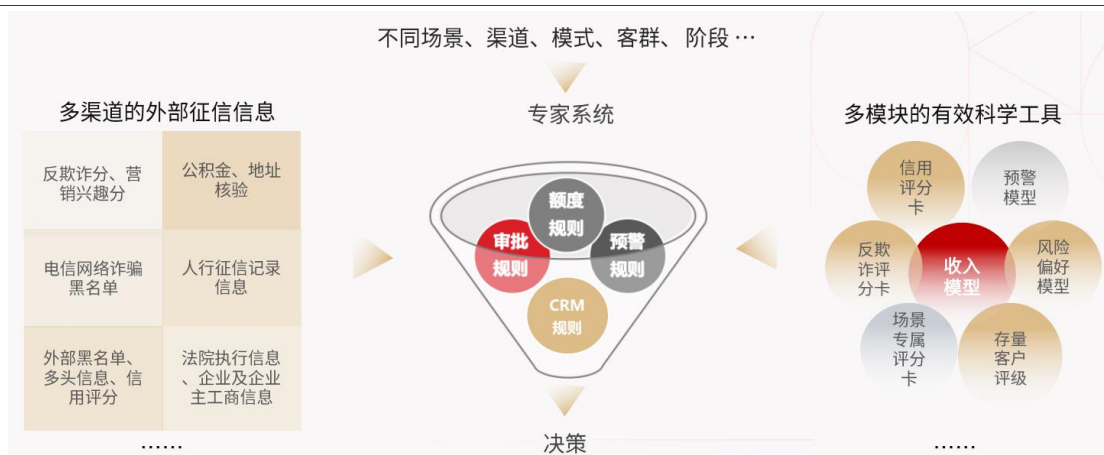 不同场景、渠道、模式、客群、阶段 …
专家系统
多渠道的外部征信信息
反欺诈分、营
销兴趣分
公积金、地址
核验
电信网络诈骗
黑名单
人行征信记录
信息
外部黑名单、
多头信息、信
用评分
法院执行信息
、企业及企业
主工商信息
……
额度
规则
审批
规则
预警
规则
CRM
规则
决策
多模块的有效科学工具
信用
评分
卡
预警
模型
反欺
诈评
分卡
收入
模型
风险
偏好
模型
场景
专属
评分
卡
存量
客户
评级
……